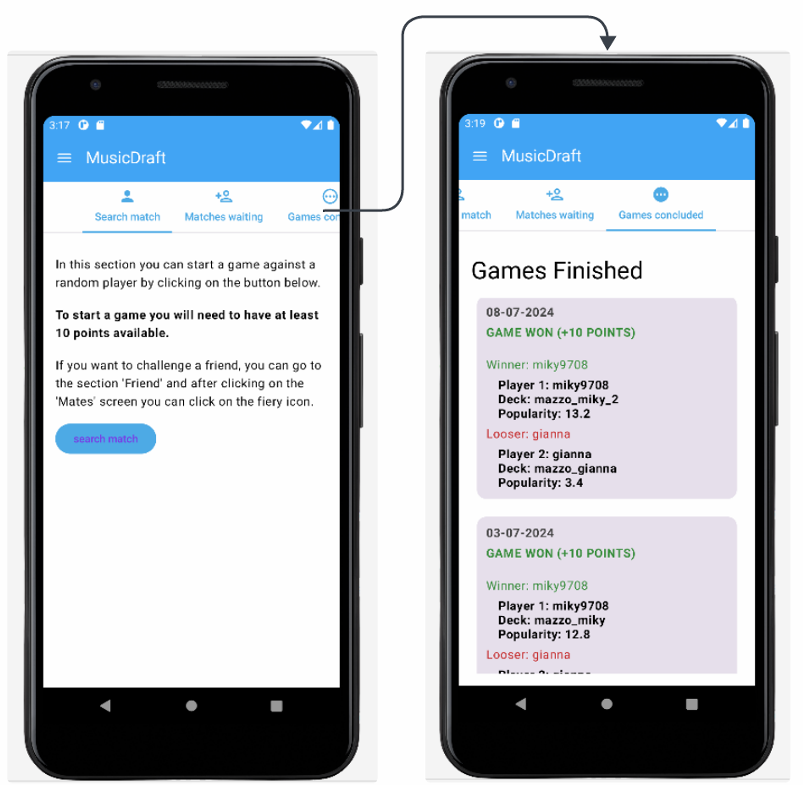 3:17
MusicDraft
Search match
Matches waiting
Games con
In this section you can start a game against a
random player by clicking on the button below.
To start a game you will need to have at least
10 points available.
If you want to challenge a friend, you can go to
the section 'Friend' and after clicking on the
'Mates' screen you can click on the fiery icon.
search match
3:19
MusicDraft
match
Matches waiting
Games concluded
Games Finished
08-07-2024
GAME WON (+10 POINTS)
Winner: miky9708
Player 1: miky9708
Deck: mazzo_miky_2
Popularity: 13.2
Looser: gianna
Player 2: gianna
Deck: mazzo_gianna
Popularity: 3.4
03-07-2024
GAME WON (+10 POINTS)
Winner: miky9708
Player 1: miky9708
Deck: mazzo_miky
Popularity: 12.8
Looser: gianna
Player 2: gianna